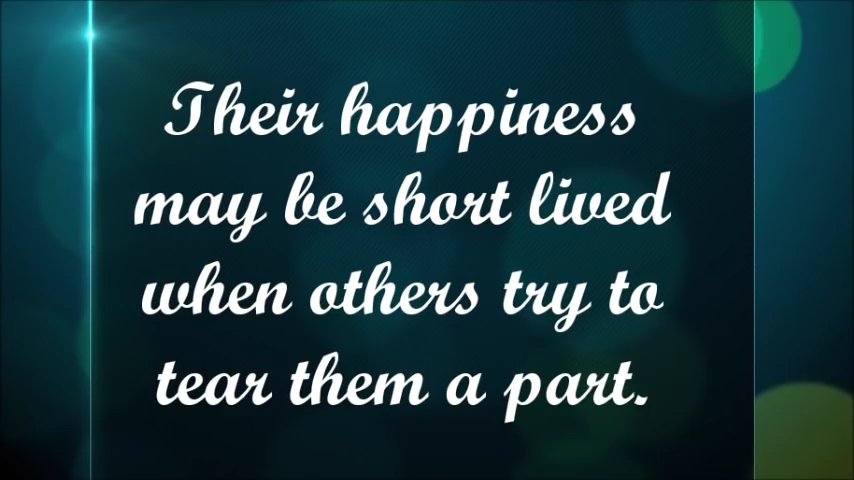 Their happiness
may be short lived
when others try to
tear them a part.